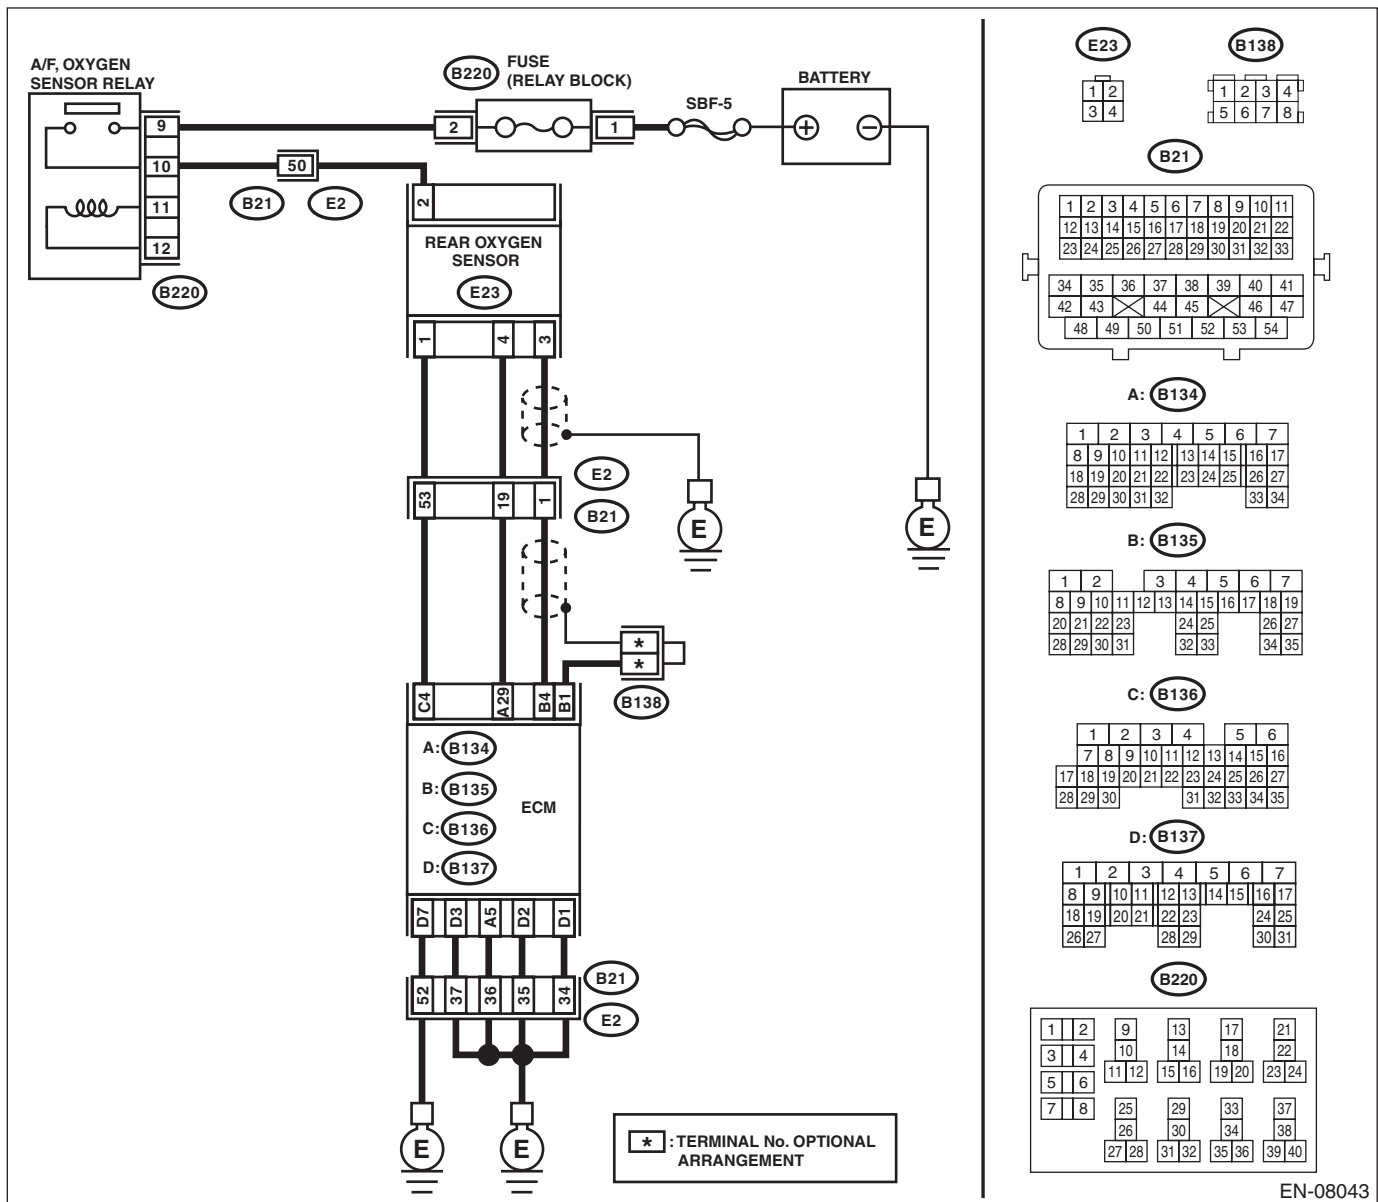 A/F, OXYGEN
SENSOR RELAY
B220
FUSE
(RELAY BLOCK)
BATTERY
SBF-5
9
10
11
12
2
1
50
B21
E2
B220
2
REAR OXYGEN
SENSOR
E23
1 4 3
E2
B21
53 19 1
E
E
*
*
B138
C4 A29 B4 B1
A: B134
B: B135
C: B136
D: B137
ECM
D7 D3 A5 D2 D1
52 37 36 35 34
B21
E2
E
E
* : TERMINAL No. OPTIONAL
ARRANGEMENT
E23
1 2
3 4
B138
1 2 3 4
5 6 7 8
B21
1 2 3 4 5 6 7 8 9 10 11
12 13 14 15 16 17 18 19 20 21 22
23 24 25 26 27 28 29 30 31 32 33
34 35 36 37 38 39 40 41
42 43 44 45 46 47
48 49 50 51 52 53 54
A: B134
1 2 3 4 5 6 7
8 9 10 11 12 13 14 15 16 17
18 19 20 21 22 23 24 25 26 27
28 29 30 31 32 33 34
B: B135
1 2 3 4 5 6 7
8 9 10 11 12 13 14 15 16 17 18 19
20 21 22 23 24 25 26 27
28 29 30 31 32 33 34 35
C: B136
1 2 3 4 5 6
7 8 9 10 11 12 13 14 15 16
17 18 19 20 21 22 23 24 25 26 27
28 29 30 31 32 33 34 35
D: B137
1 2 3 4 5 6 7
8 9 10 11 12 13 14 15 16 17
18 19 20 21 22 23 24 25
26 27 28 29 30 31
B220
1 2 9 13 17 21
3 4 10 14 18 22
11 12 15 16 19 20 23 24
5 6
7 8 25 29 33 37
26 30 34 38
27 28 31 32 35 36 39 40
EN-08043